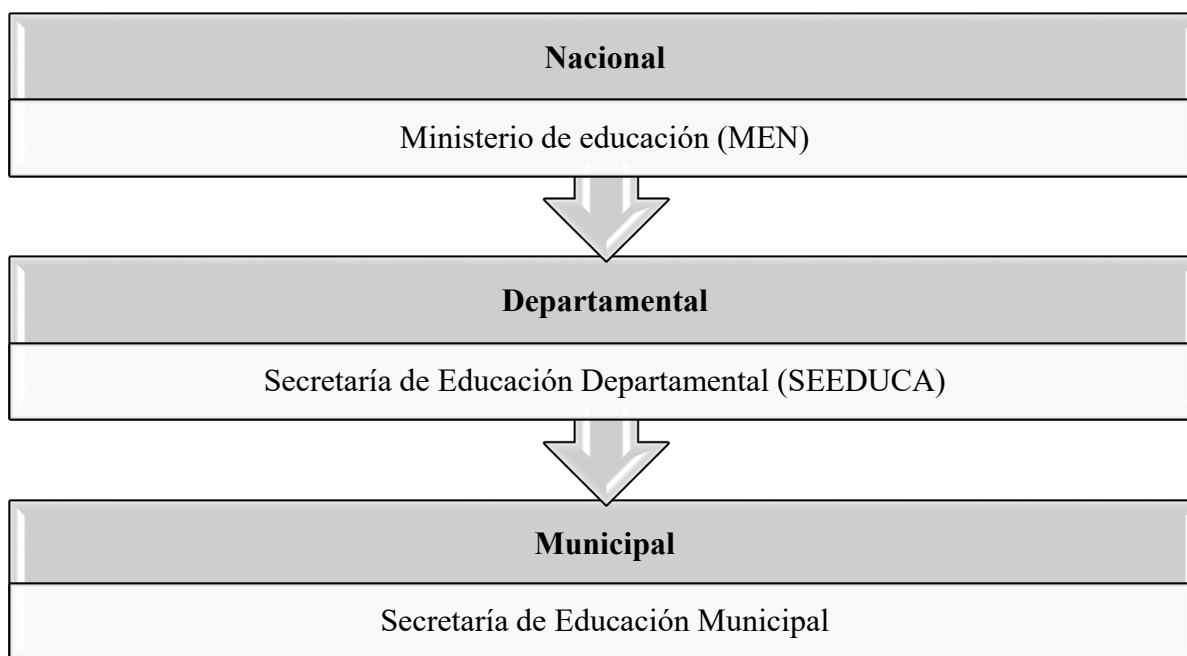 Nacional
Ministerio de educación (MEN)
Departamental
Secretaría de Educación Departamental (SEEDUCA)
Municipal
Secretaría de Educación Municipal